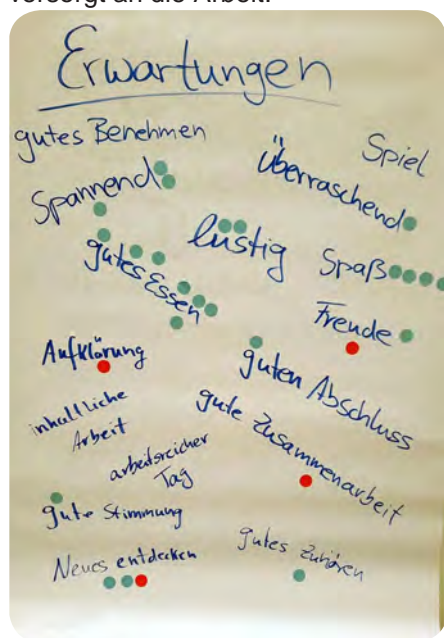 versorgt an die Arbeit.
Erwartungen
gutes Benehmen
Spiel
überraschend
Spannend
lustig
gutes Essen
Spaß
Freude
Aufklärung
guten Abschluss
inhaltliche
Arbeit
gute Zusammenarbeit
arbeitsreicher
Tag
gute Stimmung
Neues entdecken
gutes Zuhören